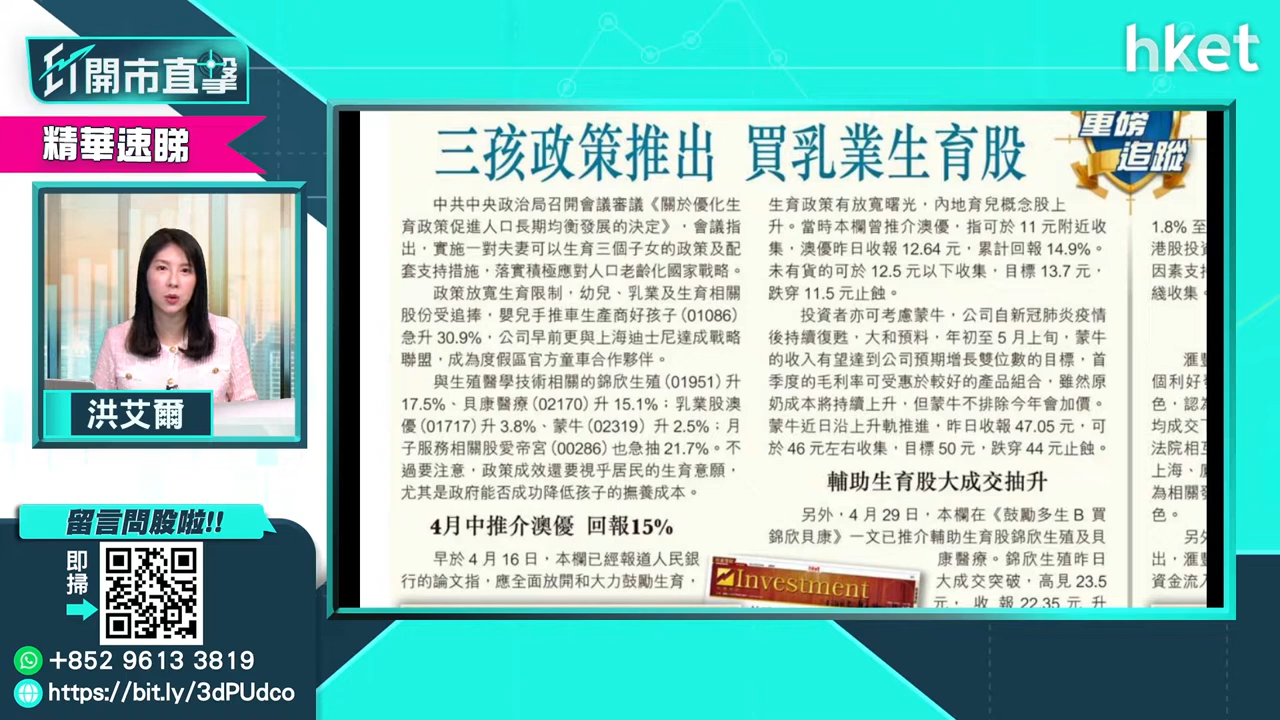 ET開市直擊
hket
精華速睇
洪艾爾
留言問股啦!!
即掃
+852 9613 3819
https://bit.ly/3dPUdco
重磅
追蹤
三孩政策推出 買乳業生育股
中共中央政治局召開會議審議《關於優化生
育政策促進人口長期均衡發展的決定》，會議指
出，實施一對夫妻可以生育三個子女的政策及配
套支持措施，落實積極應對人口老齡化國家戰略。
政策放寬生育限制，幼兒、乳業及生育相關
股份受追捧，嬰兒手推車生產商好孩子(01086)
急升30.9%，公司早前更與上海迪士尼達成戰略
聯盟，成為度假區官方童車合作夥伴。
與生殖醫學技術相關的錦欣生殖(01951)升
17.5%、貝康醫療(02170)升15.1%；乳業股澳
優(01717)升3.8%、蒙牛(02319)升2.5%；月
子服務相關股愛帝宮(00286)也急抽21.7%。不
過要注意，政策成效還要視乎居民的生育意願，
尤其是政府能否成功降低孩子的撫養成本。
4月中推介澳優 回報15%
早於4月16日，本欄已經報道人民銀
行的論文指，應全面放開和大力鼓勵生育，
生育政策有放寬曙光，內地育兒概念股上
升。當時本欄曾推介澳優，指可於11元附近收
集，澳優昨日收報12.64元，累計回報14.9%。
未有貨的可於12.5元以下收集，目標13.7元，
跌穿11.5元止蝕。
投資者亦可考慮蒙牛，公司自新冠肺炎疫情
後持續復甦，大和預料，年初至5月上旬，蒙牛
的收入有望達到公司預期增長雙位數的目標，首
季度的毛利率可受惠於較好的產品組合，雖然原
奶成本將持續上升，但蒙牛不排除今年會加價。
蒙牛近日沿上升軌推進，昨日收報47.05元，可
於46元左右收集，目標50元，跌穿44元止蝕。
輔助生育股大成交抽升
另外，4月29日，本欄在《鼓勵多生B 買
錦欣貝康》一文已推介輔助生育股錦欣生殖及貝
康醫療。錦欣生殖昨日
大成交突破，高見23.5
元，收報22.35元升
Investment
1.8%至
港股投資
因素支持
綫收集。
滙豐
個利好
色，認為
均成交
法院相
上海、
為相關
色。
另外
出，滙豐
資金流入